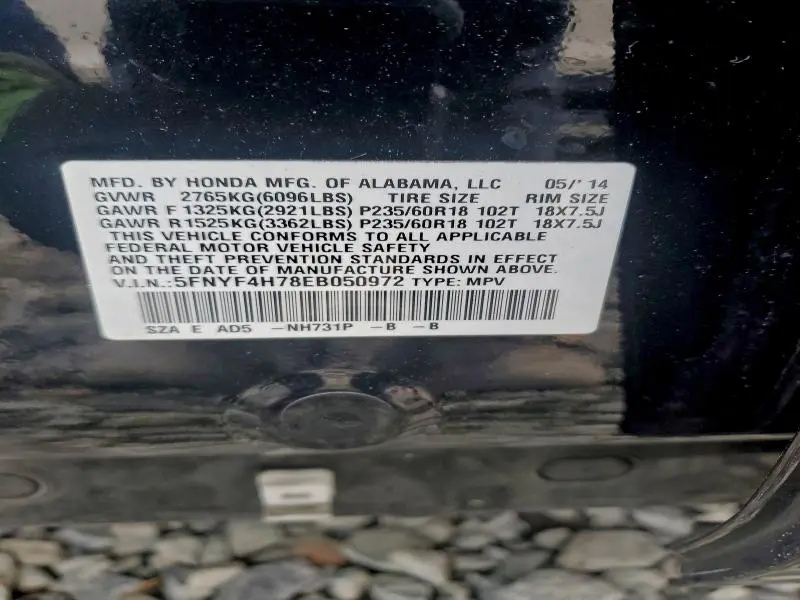 MFD. BY HONDA MFG. OF ALABAMA, LLC 05/'14
GVWR 2765KG(6096LBS) TIRE SIZE RIM SIZE
GAWR F 1325KG(2921LBS) P235/60R18 102T 18X7.5J
GAWR R1525KG(3362LBS) P235/60R18 102T 18X7.5J
THIS VEHICLE CONFORMS TO ALL APPLICABLE
FEDERAL MOTOR VEHICLE SAFETY
AND THEFT PREVENTION STANDARDS IN EFFECT
ON THE DATE OF MANUFACTURE SHOWN ABOVE.
V.I.N.:5FNYF4H78EB050972 TYPE: MPV
SZA E AD5 -NH731P -B -B